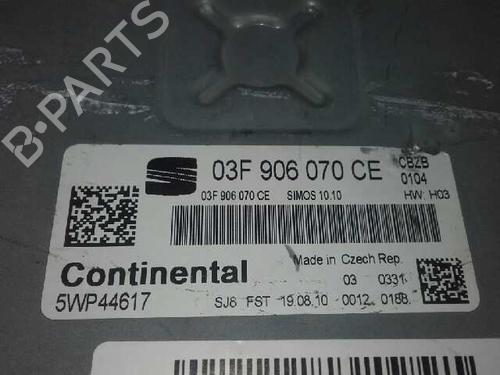 B-PARTS
03F 906 070 CE
CBZB
0104
03F 906 070 CE SIMOS 10.10 HW: H03
Continental
Made in Czech Rep.
03 0331
5WP44617 SJ6 FST 19.08.10 0012 0188